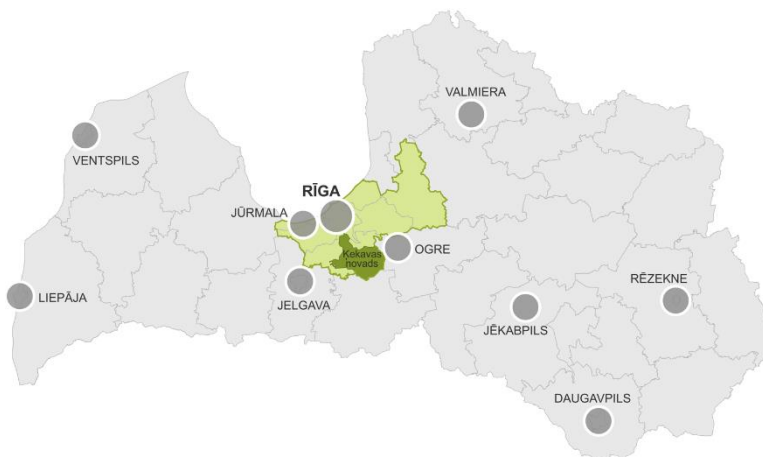 VALMIERA
VENTSPILS
RĪGA
JŪRMALA
OGRE
Ķekavas
novads
RĒZEKNE
JELGAVA
LIEPĀJA
JĒKABPILS
DAUGAVPILS